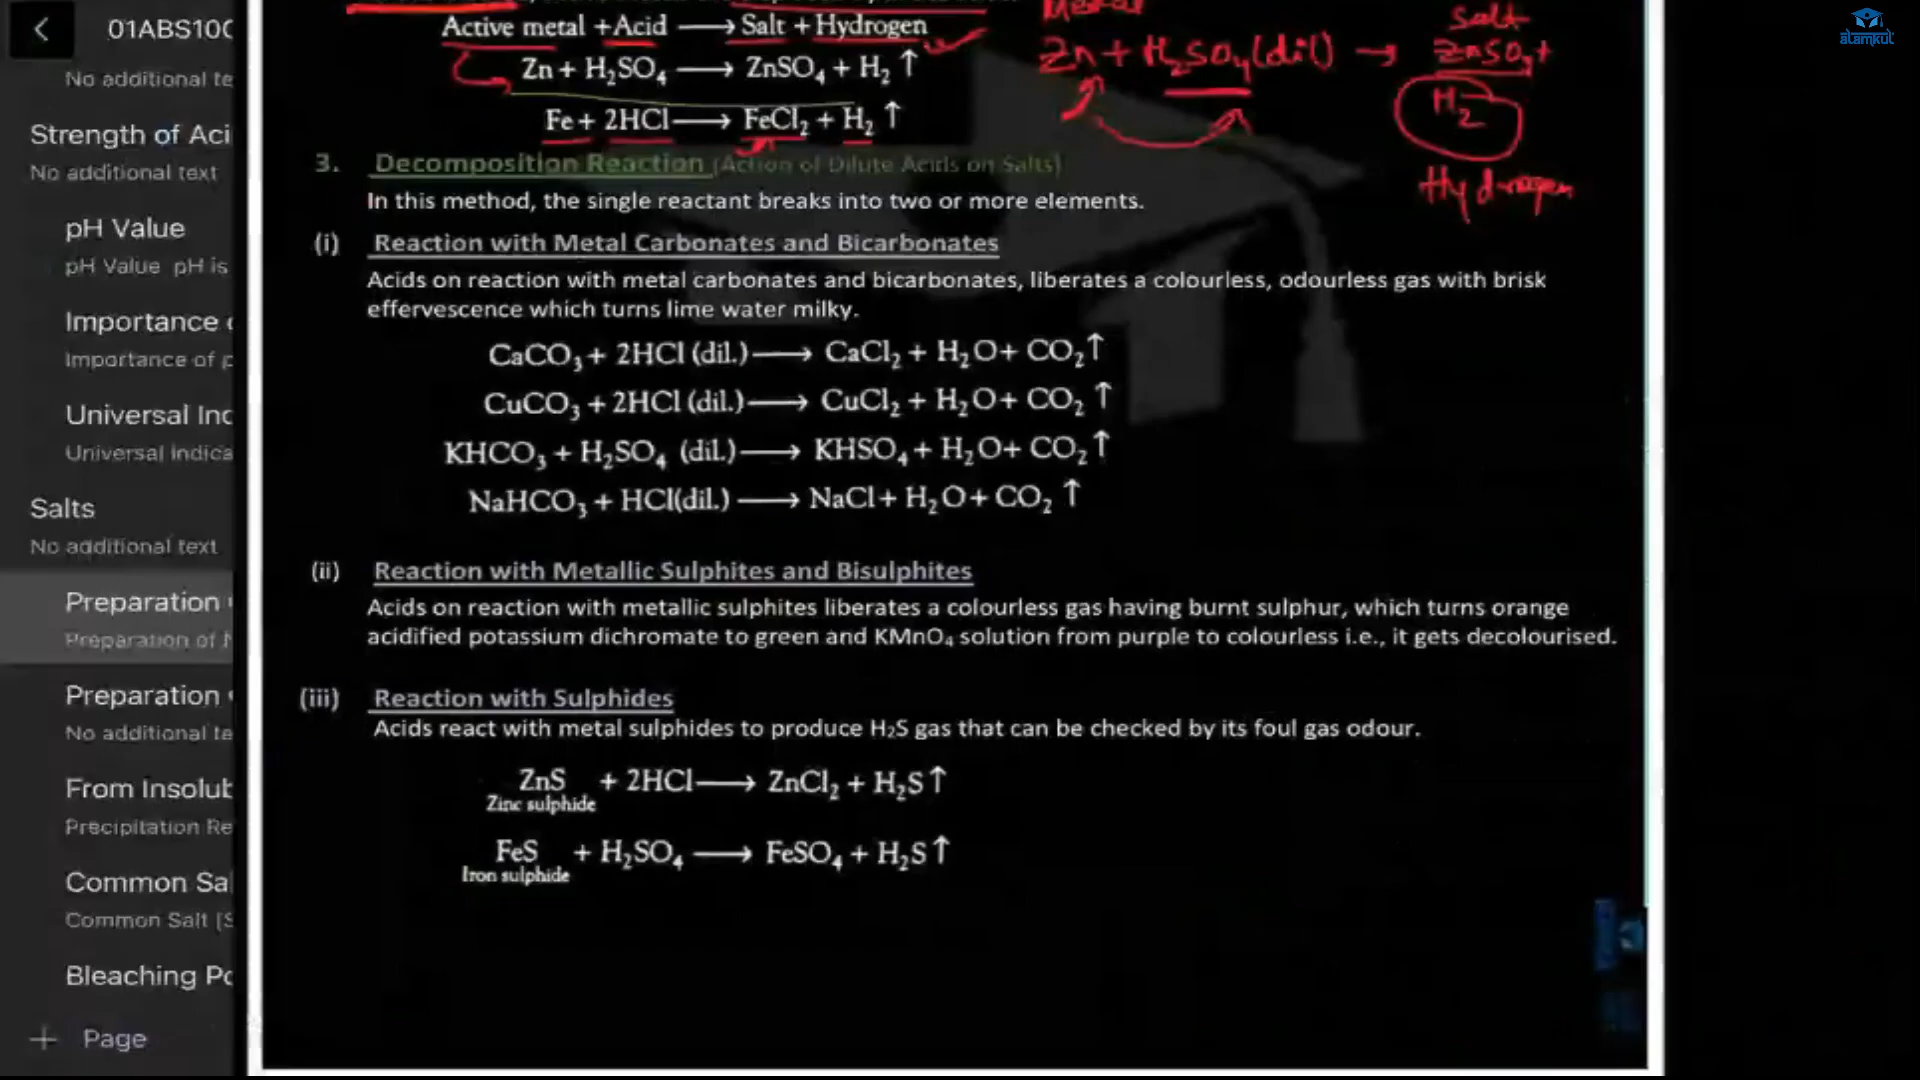 01ABS10
No additional te
Strength of Aci
No additional text
pH Value
pH Value pH is
Importance
Importance of p
Universal Ind
Universal Indica
Salts
No additional text
Preparation
Preparation of
Preparation
No additional te
From Insolub
Precipitation Re
Common Sa
Common Salt (S
Bleaching Po
+ Page
Active metal +Acid ⟶ Salt + Hydrogen
Zn + H₂SO₄ ⟶ ZnSO₄ + H₂ ↑
Fe + 2HCl ⟶ FeCl₂ + H₂ ↑
Salt
Zn + H₂SO₄ (dil) → ZnSO₄ +
H₂
Hydrogen
3. Decomposition Reaction (Action of Dilute Acids on Salts)
In this method, the single reactant breaks into two or more elements.
(i) Reaction with Metal Carbonates and Bicarbonates
Acids on reaction with metal carbonates and bicarbonates, liberates a colourless, odourless gas with brisk
effervescence which turns lime water milky.
CaCO₃ + 2HCl (dil.) ⟶ CaCl₂ + H₂O + CO₂ ↑
CuCO₃ + 2HCl (dil.) ⟶ CuCl₂ + H₂O + CO₂ ↑
KHCO₃ + H₂SO₄ (dil.) ⟶ KHSO₄ + H₂O + CO₂ ↑
NaHCO₃ + HCl(dil.) ⟶ NaCl + H₂O + CO₂ ↑
(ii) Reaction with Metallic Sulphites and Bisulphites
Acids on reaction with metallic sulphites liberates a colourless gas having burnt sulphur, which turns orange
acidified potassium dichromate to green and KMnO₄ solution from purple to colourless i.e., it gets decolourised.
(iii) Reaction with Sulphides
Acids react with metal sulphides to produce H₂S gas that can be checked by its foul gas odour.
ZnS + 2HCl ⟶ ZnCl₂ + H₂S ↑
Zinc sulphide
FeS + H₂SO₄ ⟶ FeSO₄ + H₂S ↑
Iron sulphide
alamkul